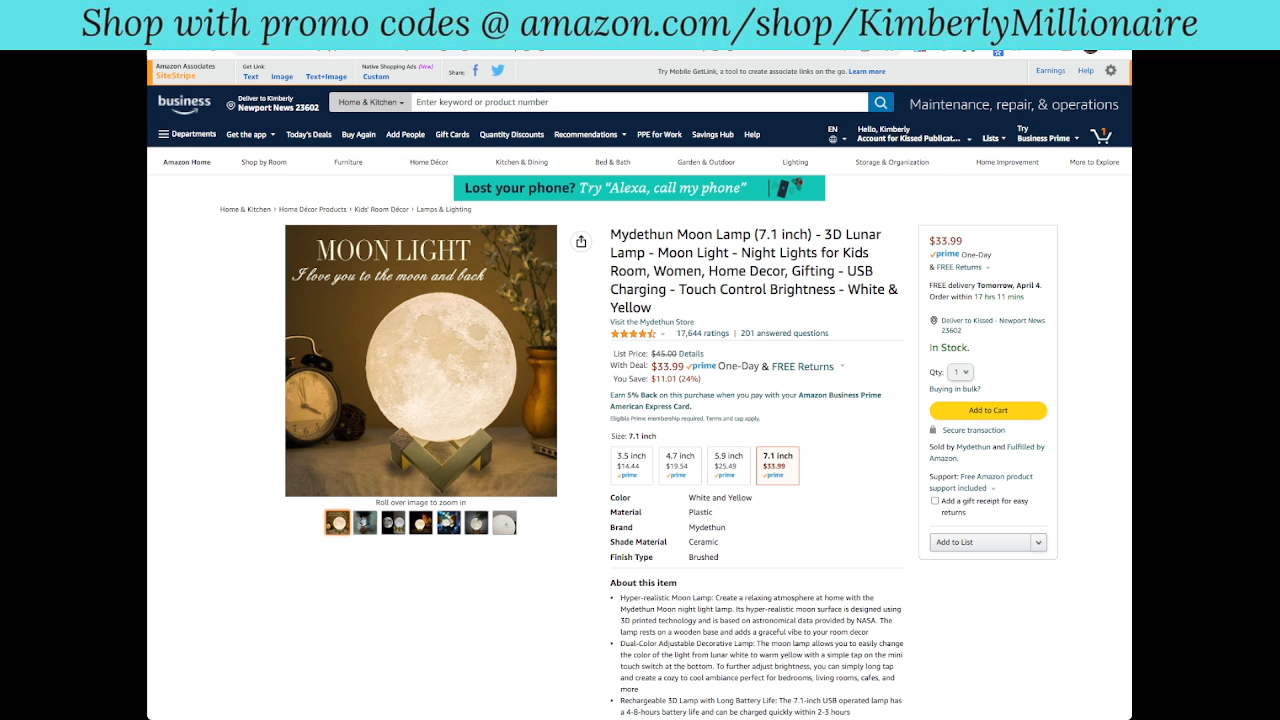 Shop with promo codes @ amazon.com/shop/KimberlyMillionaire
Amazon Associates
SiteStripe
Get Link:
Text Image Text+Image
Native Shopping Ads (New)
Custom
Share:
Try Mobile GetLink, a tool to create associate links on the go. Learn more
Earnings Help
business
Deliver to Kimberly
Newport News 23602
Home & Kitchen
Enter keyword or product number
Maintenance, repair, & operations
Departments Get the app Today's Deals Buy Again Add People Gift Cards Quantity Discounts Recommendations PPE for Work Savings Hub Help
EN
Hello, Kimberly
Account for Kissed Publicat...
Lists
Try
Business Prime
1
Amazon Home Shop by Room Furniture Home Décor Kitchen & Dining Bed & Bath Garden & Outdoor Lighting Storage & Organization Home Improvement More to Explore
Lost your phone? Try “Alexa, call my phone”
Home & Kitchen › Home Décor Products › Kids' Room Décor › Lamps & Lighting
MOON LIGHT
I love you to the moon and back
Roll over image to zoom in
Mydethun Moon Lamp (7.1 inch) - 3D Lunar
Lamp - Moon Light - Night Lights for Kids
Room, Women, Home Decor, Gifting - USB
Charging - Touch Control Brightness - White &
Yellow
Visit the Mydethun Store
17,644 ratings | 201 answered questions
List Price: $45.00 Details
With Deal: $33.99 prime One-Day & FREE Returns
You Save: $11.01 (24%)
Earn 5% Back on this purchase when you pay with your Amazon Business Prime
American Express Card.
Eligible Prime membership required. Terms and cap apply.
Size: 7.1 inch
3.5 inch 4.7 inch 5.9 inch 7.1 inch
$14.44 $19.54 $25.49 $33.99
prime prime prime prime
Color White and Yellow
Material Plastic
Brand Mydethun
Shade Material Ceramic
Finish Type Brushed
About this item
• Hyper-realistic Moon Lamp: Create a relaxing atmosphere at home with the
Mydethun Moon night light lamp. Its hyper-realistic moon surface is designed using
3D printed technology and is based on astronomical data provided by NASA. The
lamp rests on a wooden base and adds a graceful vibe to your room decor
• Dual-Color Adjustable Decorative Lamp: The moon lamp allows you to easily change
the color of the light from lunar white to warm yellow with a simple tap on the mini
touch switch at the bottom. To further adjust brightness, you can simply long tap
and create a cozy to cool ambiance perfect for bedrooms, living rooms, cafes, and
more
• Rechargeable 3D Lamp with Long Battery Life: The 7.1-inch USB operated lamp has
a 4-8-hours battery life and can be charged quickly within 2-3 hours
$33.99
prime One-Day
& FREE Returns
FREE delivery Tomorrow, April 4.
Order within 17 hrs 11 mins
Deliver to Kissed - Newport News
23602
In Stock.
Qty: 1
Buying in bulk?
Add to Cart
Secure transaction
Sold by Mydethun and Fulfilled by
Amazon.
Support: Free Amazon product
support included
Add a gift receipt for easy
returns
Add to List